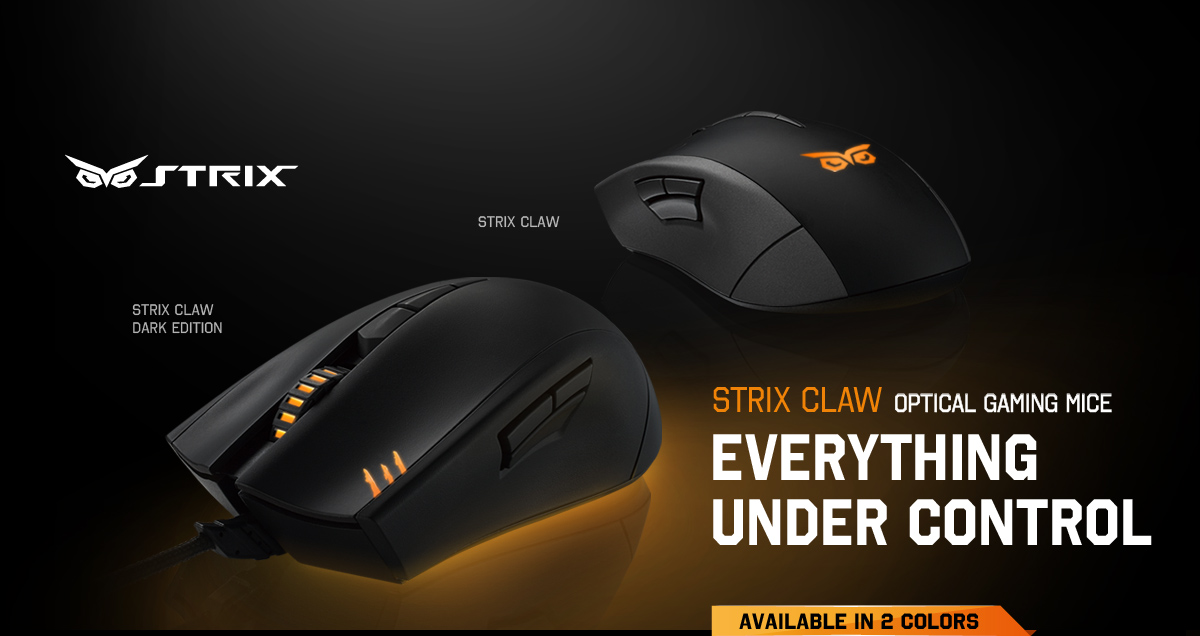 STRIX
STRIX CLAW
STRIX CLAW
DARK EDITION
STRIX CLAW OPTICAL GAMING MICE
EVERYTHING
UNDER CONTROL
AVAILABLE IN 2 COLORS